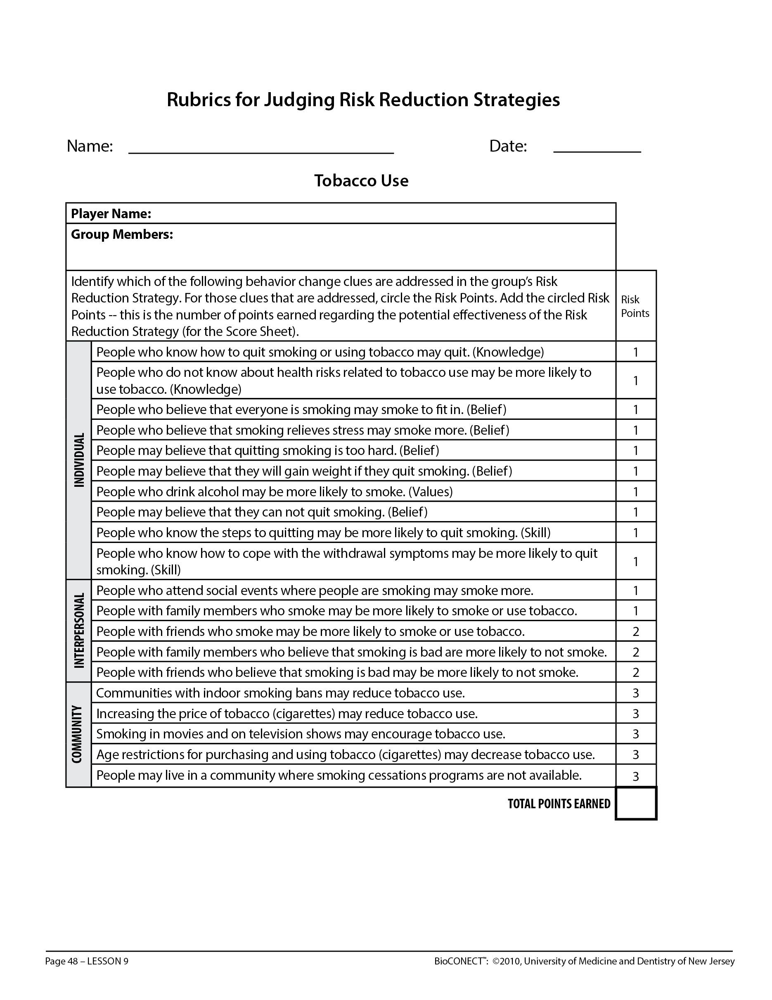 Rubrics for Judging Risk Reduction Strategies
Name:
Date:
Tobacco Use
Player Name:
Group Members:
Identify which of the following behavior change clues are addressed in the group’s Risk
Reduction Strategy. For those clues that are addressed, circle the Risk Points. Add the circled Risk
Points -- this is the number of points earned regarding the potential effectiveness of the Risk
Reduction Strategy (for the Score Sheet).
Risk
Points
INDIVIDUAL
People who know how to quit smoking or using tobacco may quit. (Knowledge) 1
People who do not know about health risks related to tobacco use may be more likely to
use tobacco. (Knowledge)
1
People who believe that everyone is smoking may smoke to fit in. (Belief) 1
People who believe that smoking relieves stress may smoke more. (Belief) 1
People may believe that quitting smoking is too hard. (Belief) 1
People may believe that they will gain weight if they quit smoking. (Belief) 1
People who drink alcohol may be more likely to smoke. (Values) 1
People may believe that they can not quit smoking. (Belief) 1
People who know the steps to quitting may be more likely to quit smoking. (Skill) 1
People who know how to cope with the withdrawal symptoms may be more likely to quit
smoking. (Skill)
1
INTERPERSONAL
People who attend social events where people are smoking may smoke more. 1
People with family members who smoke may be more likely to smoke or use tobacco. 1
People with friends who smoke may be more likely to smoke or use tobacco. 2
People with family members who believe that smoking is bad are more likely to not smoke. 2
People with friends who believe that smoking is bad may be more likely to not smoke. 2
COMMUNITY
Communities with indoor smoking bans may reduce tobacco use. 3
Increasing the price of tobacco (cigarettes) may reduce tobacco use. 3
Smoking in movies and on television shows may encourage tobacco use. 3
Age restrictions for purchasing and using tobacco (cigarettes) may decrease tobacco use. 3
People may live in a community where smoking cessations programs are not available. 3
TOTAL POINTS EARNED
Page 48 – LESSON 9
BioCONECT™: ©2010, University of Medicine and Dentistry of New Jersey